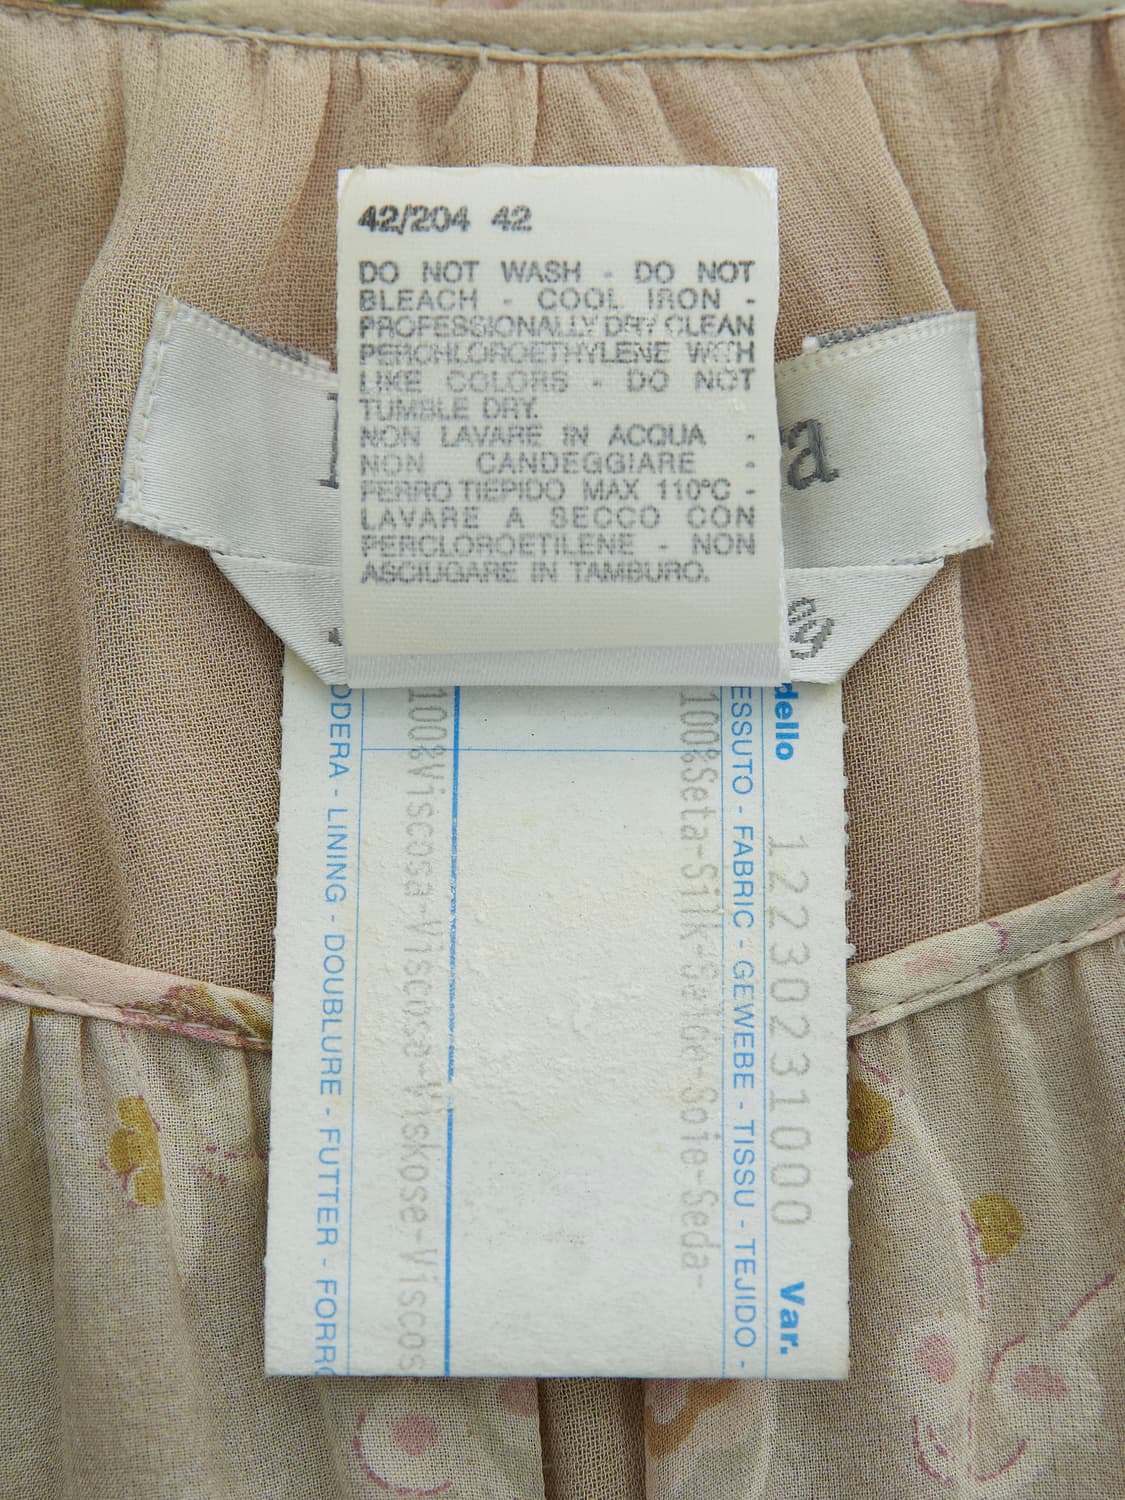 42/204 42
DO NOT WASH - DO NOT
BLEACH - COOL IRON -
PROFESSIONALLY DRY CLEAN
PERCHLOROETHYLENE WITH
LIKE COLORS - DO NOT
TUMBLE DRY.
NON LAVARE IN ACQUA -
NON CANDEGGIARE -
FERRO TIEPIDO MAX 110°C -
LAVARE A SECCO CON
PERCLOROETILENE - NON
ASCIUGARE IN TAMBURO.
dello 12230231000 Var.
ESSUTO - FABRIC - GEWEBE - TISSU - TEJIDO -
100%Seta-Silk-Seide-Soie-Seda-
100%Viscosa-Viscose-Viskose-Viscos
ODERA - LINING - DOUBLURE - FUTTER - FORRO